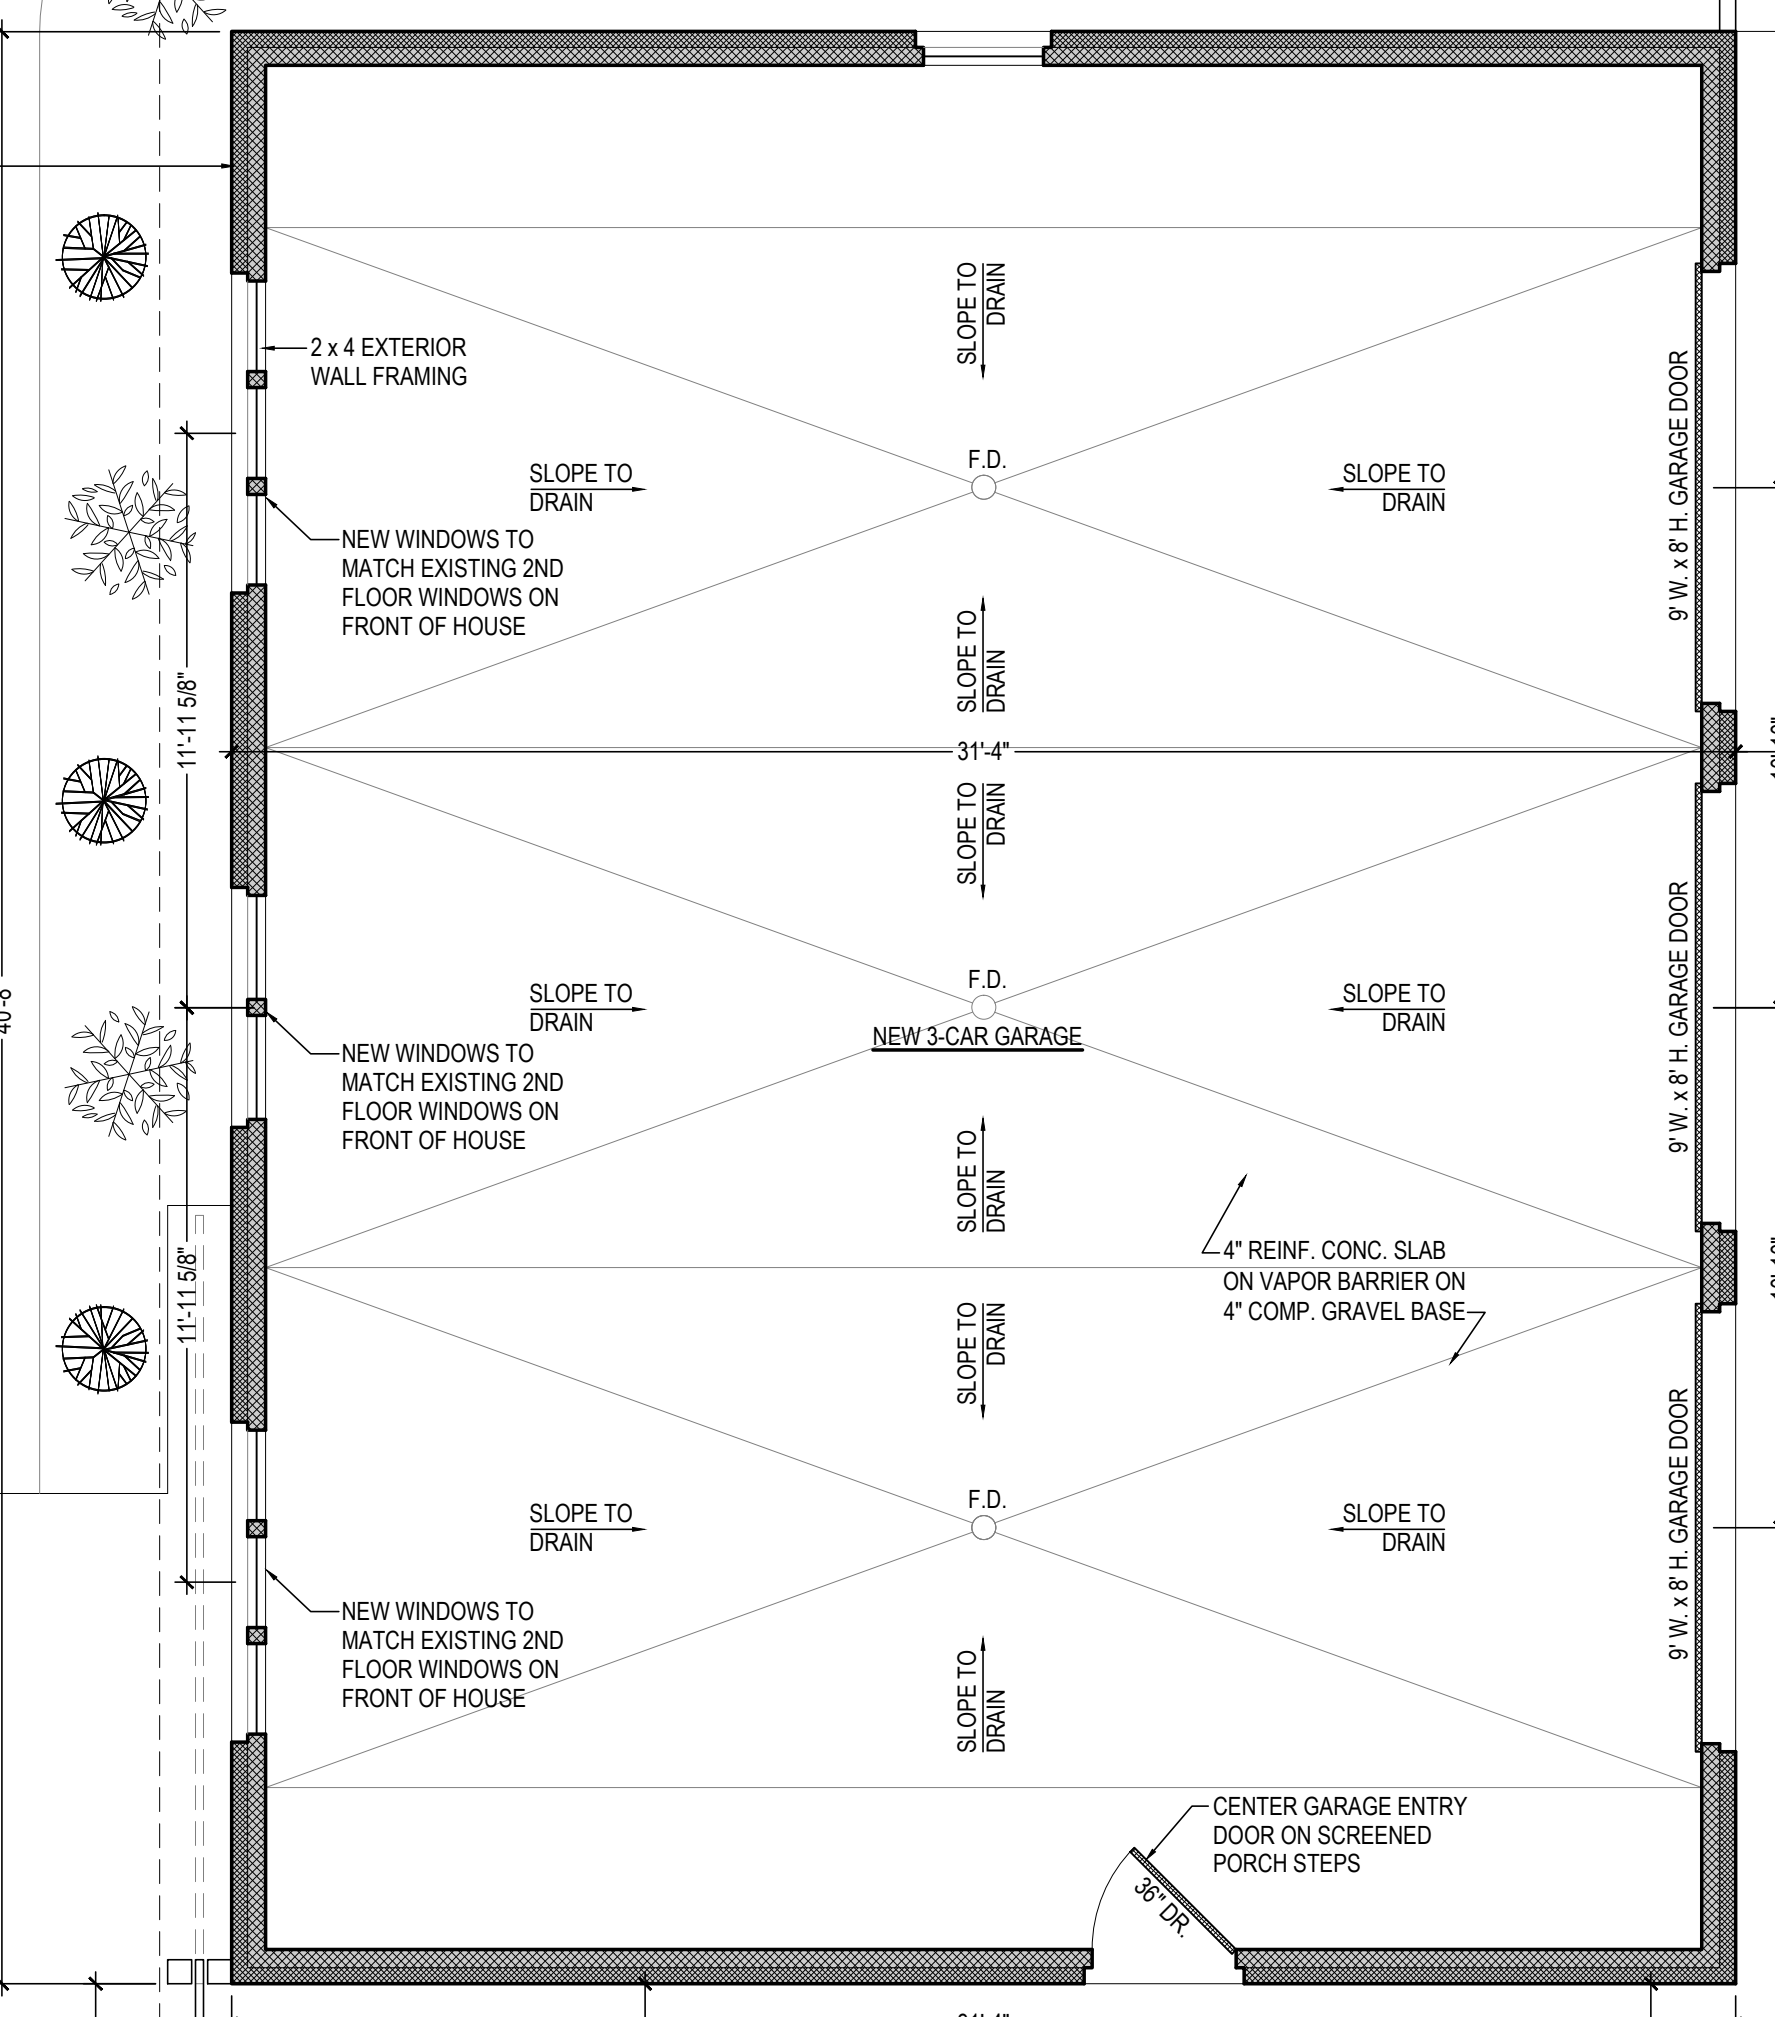 SLOPE TO
DRAIN
2 x 4 EXTERIOR
WALL FRAMING
9' W. x 8' H. GARAGE DOOR
F.D.
SLOPE TO
DRAIN
SLOPE TO
DRAIN
NEW WINDOWS TO
MATCH EXISTING 2ND
FLOOR WINDOWS ON
FRONT OF HOUSE
SLOPE TO
DRAIN
11'-11 5/8"
31'-4"
SLOPE TO
DRAIN
9' W. x 8' H. GARAGE DOOR
F.D.
SLOPE TO
DRAIN
SLOPE TO
DRAIN
NEW 3-CAR GARAGE
NEW WINDOWS TO
MATCH EXISTING 2ND
FLOOR WINDOWS ON
FRONT OF HOUSE
SLOPE TO
DRAIN
11'-11 5/8"
4" REINF. CONC. SLAB
ON VAPOR BARRIER ON
4" COMP. GRAVEL BASE
SLOPE TO
DRAIN
9' W. x 8' H. GARAGE DOOR
F.D.
SLOPE TO
DRAIN
SLOPE TO
DRAIN
NEW WINDOWS TO
MATCH EXISTING 2ND
FLOOR WINDOWS ON
FRONT OF HOUSE
SLOPE TO
DRAIN
CENTER GARAGE ENTRY
DOOR ON SCREENED
PORCH STEPS
36" DR.